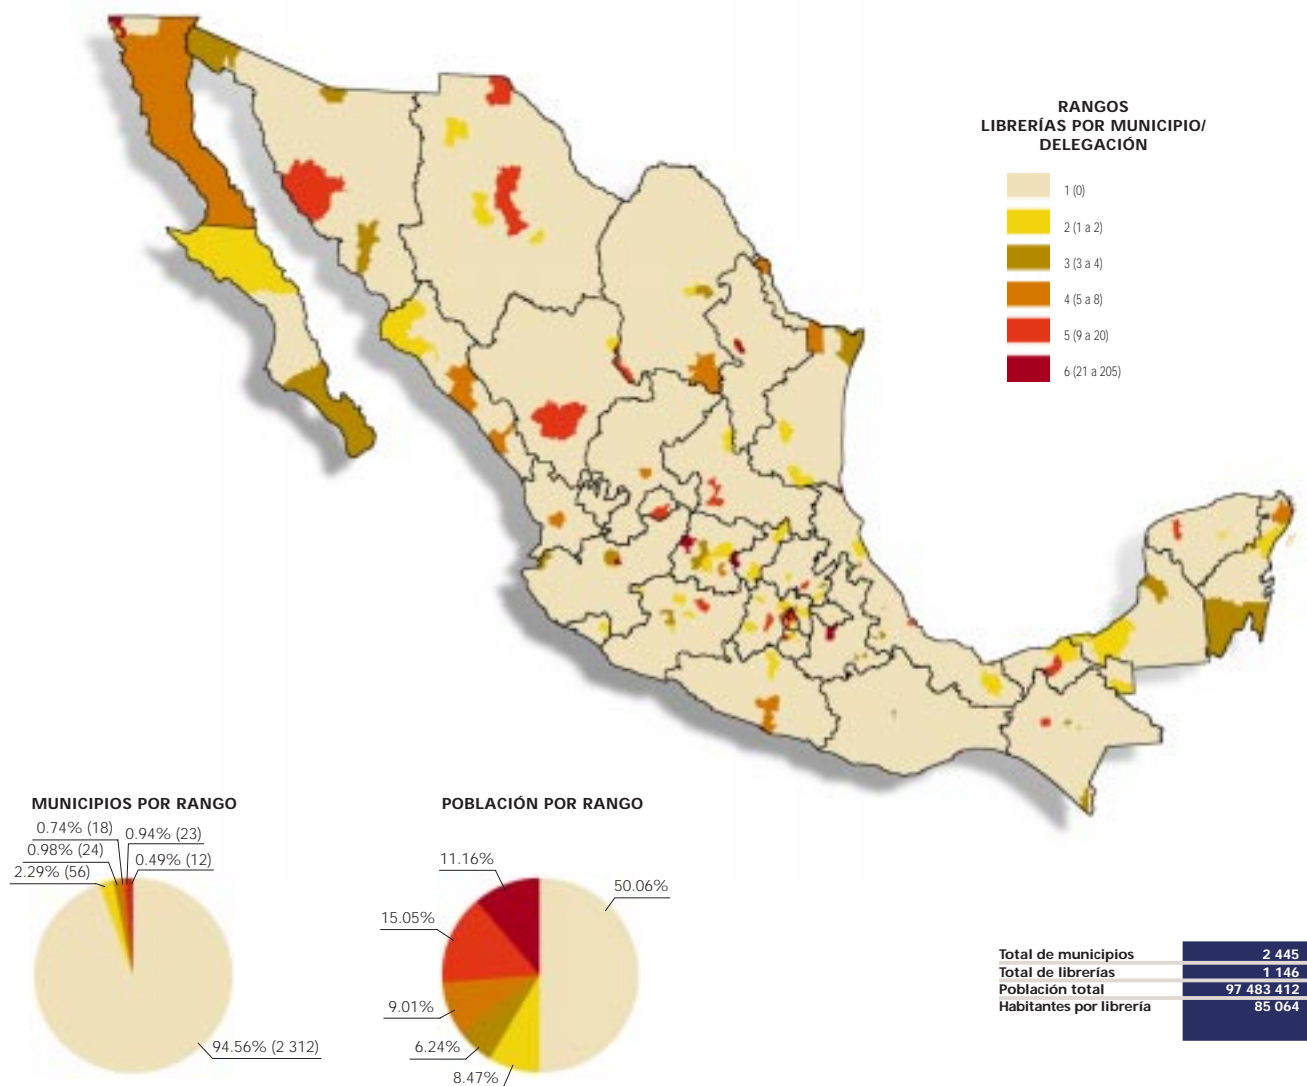 RANGOS
LIBRERÍAS POR MUNICIPIO/
DELEGACIÓN
1 (0)
2 (1 a 2)
3 (3 a 4)
4 (5 a 8)
5 (9 a 20)
6 (21 a 205)
MUNICIPIOS POR RANGO
0.74% (18)
0.94% (23)
0.98% (24)
0.49% (12)
2.29% (56)
94.56% (2 312)
POBLACIÓN POR RANGO
11.16%
50.06%
15.05%
9.01%
6.24%
8.47%
Total de municipios 2 445
Total de librerías 1 146
Población total 97 483 412
Habitantes por librería 85 064